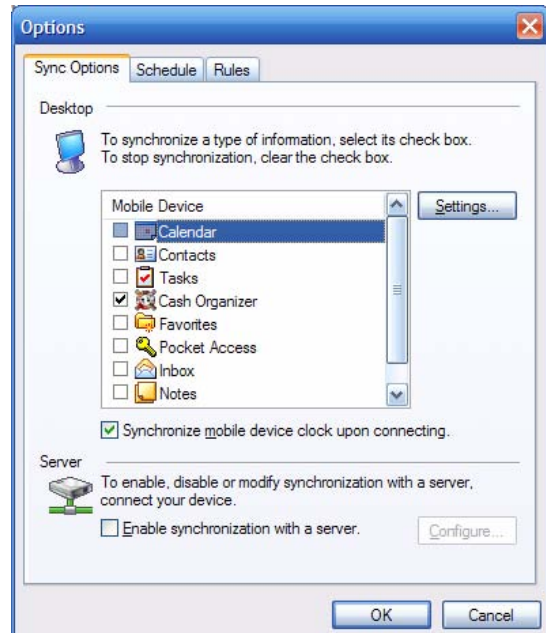 Options
Sync Options Schedule Rules
Desktop
To synchronize a type of information, select its check box.
To stop synchronization, clear the check box.
Mobile Device
Settings...
Calendar
Contacts
Tasks
Cash Organizer
Favorites
Pocket Access
Inbox
Notes
Synchronize mobile device clock upon connecting.
Server
To enable, disable or modify synchronization with a server,
connect your device.
Enable synchronization with a server.
Configure...
OK Cancel